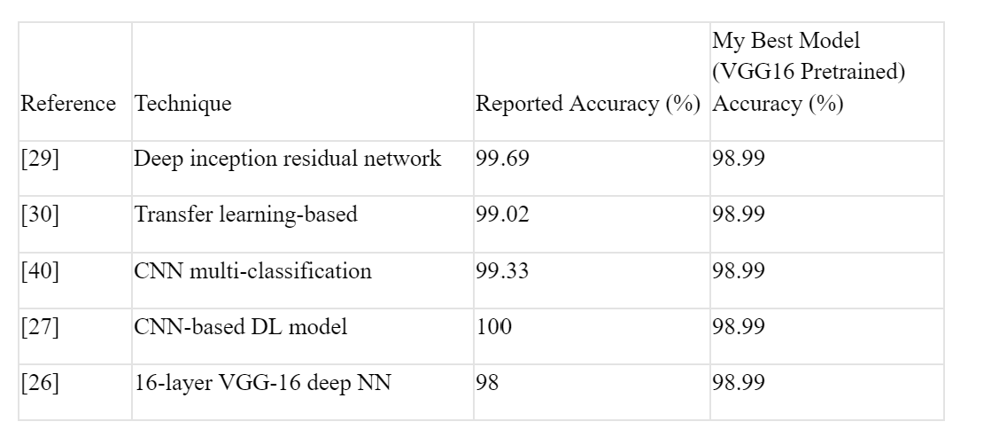 Reference Technique Reported Accuracy (%) My Best Model
(VGG16 Pretrained)
Accuracy (%)
[29] Deep inception residual network 99.69 98.99
[30] Transfer learning-based 99.02 98.99
[40] CNN multi-classification 99.33 98.99
[27] CNN-based DL model 100 98.99
[26] 16-layer VGG-16 deep NN 98 98.99